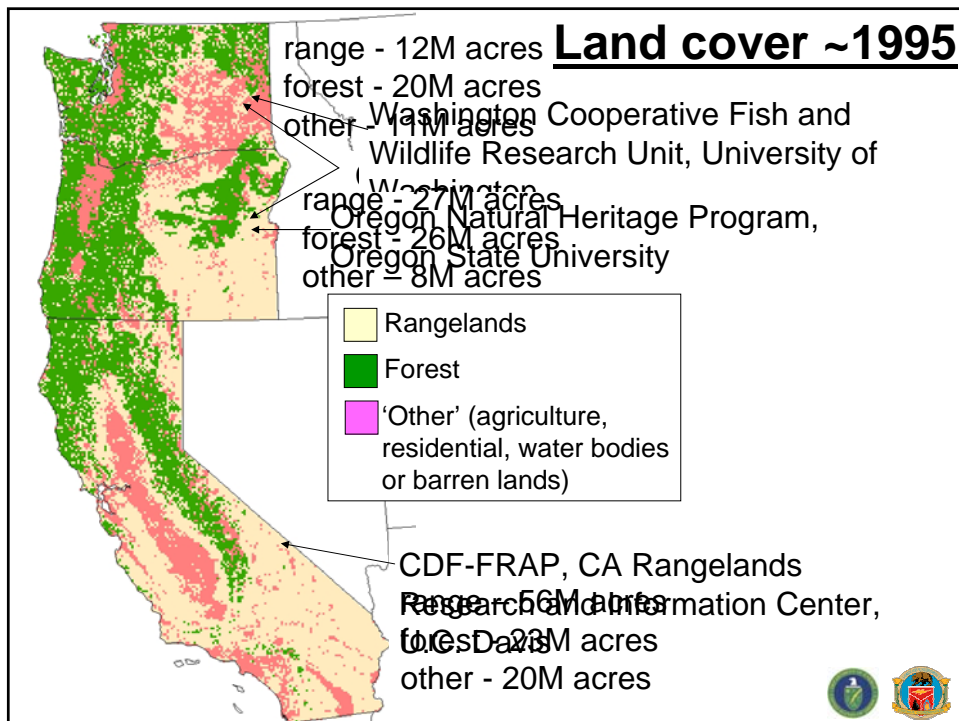 Land cover ~1995
range - 12M acres
forest - 20M acres
other - 11M acres
Washington Cooperative Fish and
Wildlife Research Unit, University of
Washington
range - 27M acres
forest - 26M acres
other – 8M acres
Oregon Natural Heritage Program,
Oregon State University
Rangelands
Forest
‘Other’ (agriculture,
residential, water bodies
or barren lands)
CDF-FRAP, CA Rangelands
Research and Information Center,
U.C. Davis
range – 56M acres
forest - 23M acres
other - 20M acres